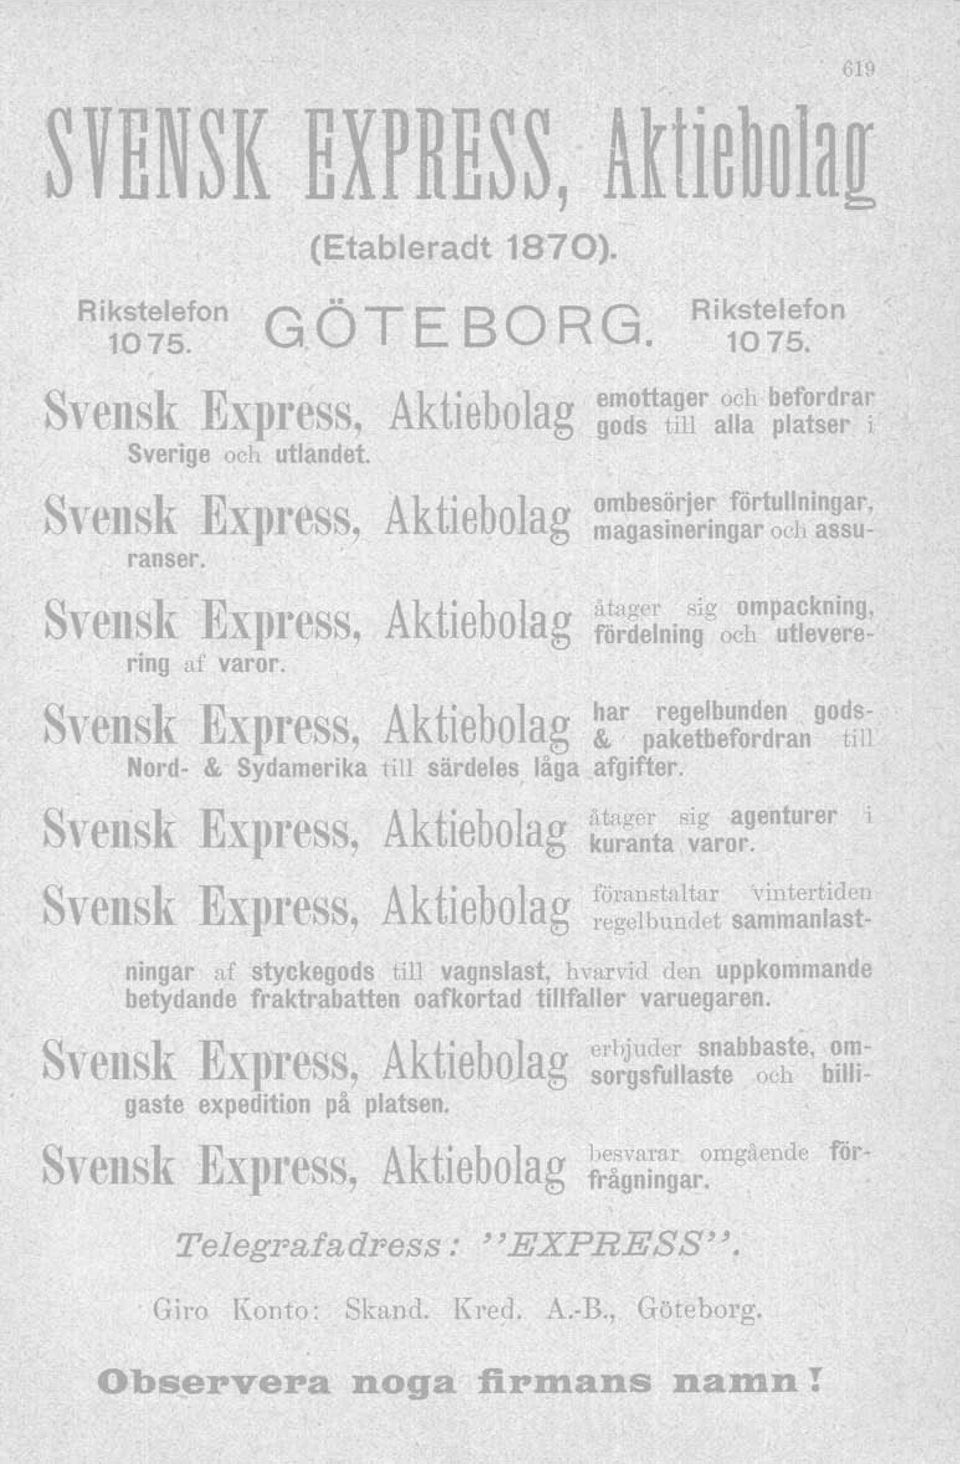 619
SVENSK EXPRESS, Aktiebolag
(Etableradt 1870).
Rikstelefon 1075. GÖTEBORG. Rikstelefon 1075.
Svensk Express, Aktiebolag emottager och befordrar
gods till alla platser i
Sverige och utlandet.
Svensk Express, Aktiebolag ombesörjer förtullningar,
magasineringar och assu-
ranser.
Svensk Express, Aktiebolag åtager sig ompackning,
fördelning och utlevere-
ring af varor.
Svensk Express, Aktiebolag har regelbunden gods-
& paketbefordran till
Nord- & Sydamerika till särdeles låga afgifter.
Svensk Express, Aktiebolag åtager sig agenturer i
kuranta varor.
Svensk Express, Aktiebolag föranstaltar vintertiden
regelbundet sammanlast-
ningar af styckegods till vagnslast, hvarvid den uppkommande
betydande fraktrabatten oafkortad tillfaller varuegaren.
Svensk Express, Aktiebolag erbjuder snabbaste, om-
sorgsfullaste och billi-
gaste expedition på platsen.
Svensk Express, Aktiebolag besvarar omgående för-
frågningar.
Telegrafadress: "EXPRESS".
Giro Konto: Skand. Kred. A.-B., Göteborg.
Observera noga firmans namn!